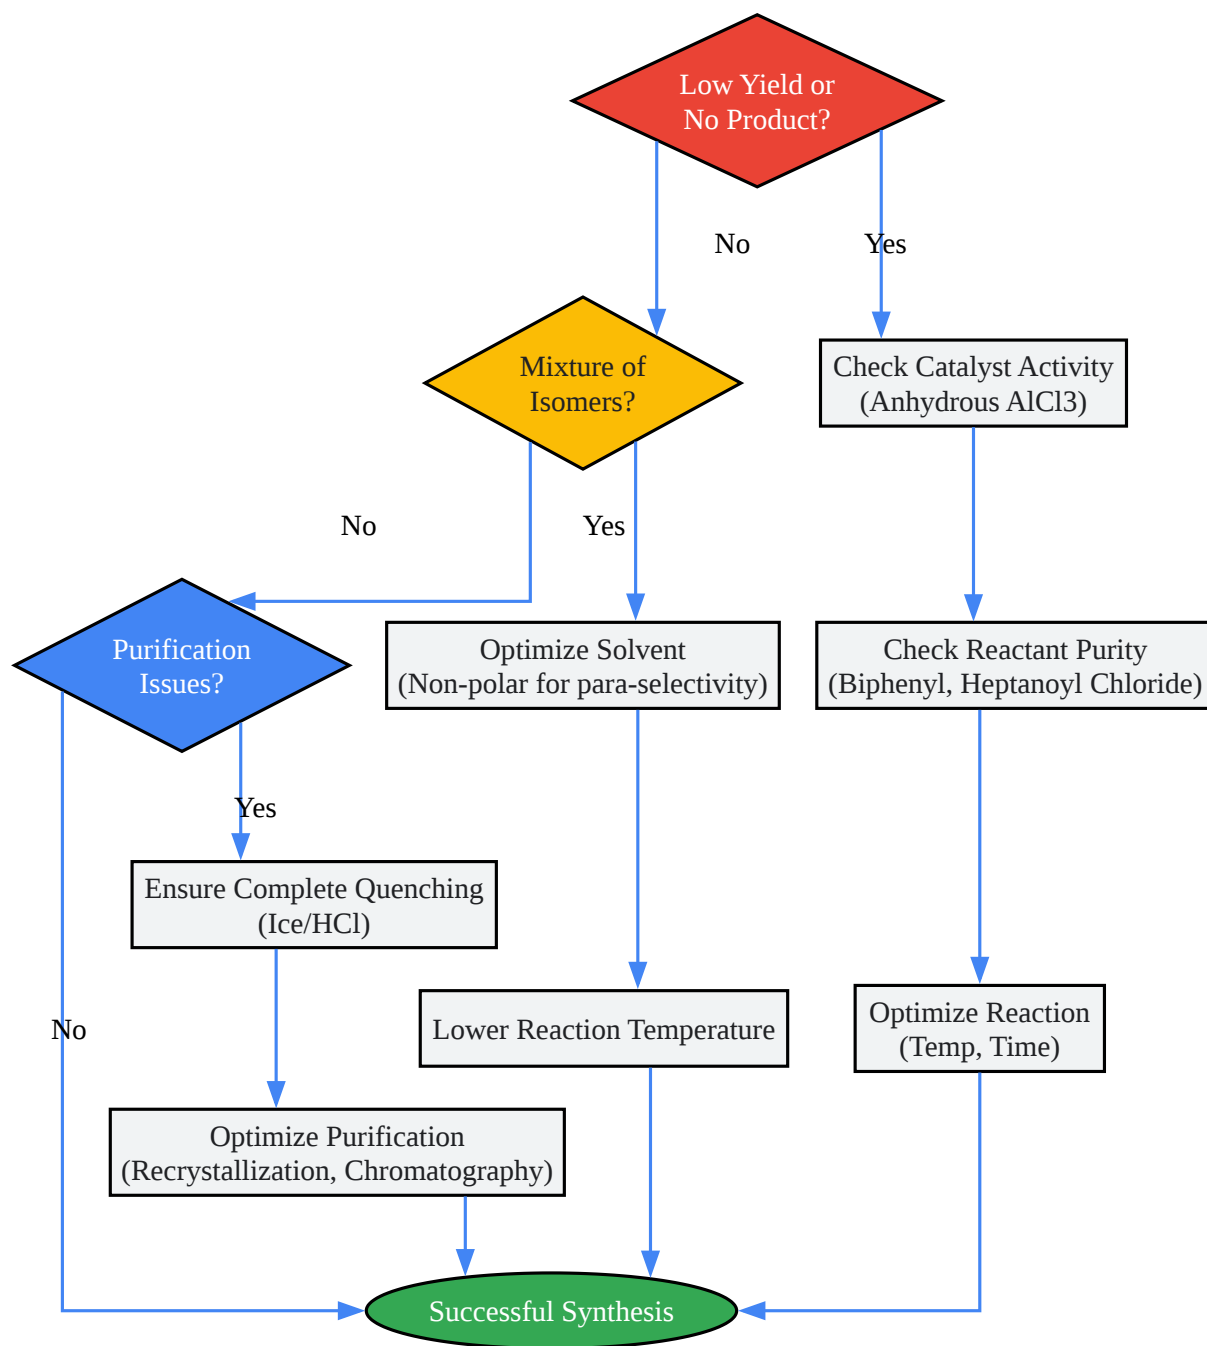 Low Yield or
No Product?
No
Yes
Mixture of
Isomers?
Check Catalyst Activity
(Anhydrous AlCl3)
No
Yes
Purification
Issues?
Optimize Solvent
(Non-polar for para-selectivity)
Check Reactant Purity
(Biphenyl, Heptanoyl Chloride)
Yes
Ensure Complete Quenching
(Ice/HCl)
No
Lower Reaction Temperature
Optimize Reaction
(Temp, Time)
Optimize Purification
(Recrystallization, Chromatography)
Successful Synthesis